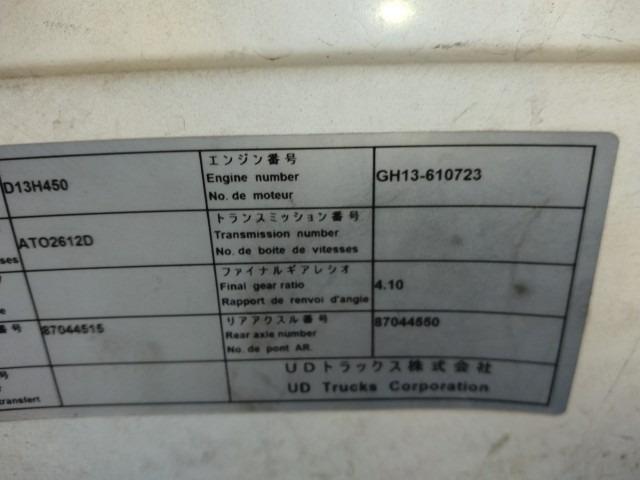 D13H450
エンジン番号
Engine number
No. de moteur
GH13-610723
ATO2612D
トランスミッション番号
Transmission number
No. de boite de vitesses
ファイナルギアレシオ
Final gear ratio
Rapport de renvoi d'angle
4.10
87044515
リアアクスル番号
Rear axle number
No. de pont AR.
87044550
UDトラックス株式会社
UD Trucks Corporation